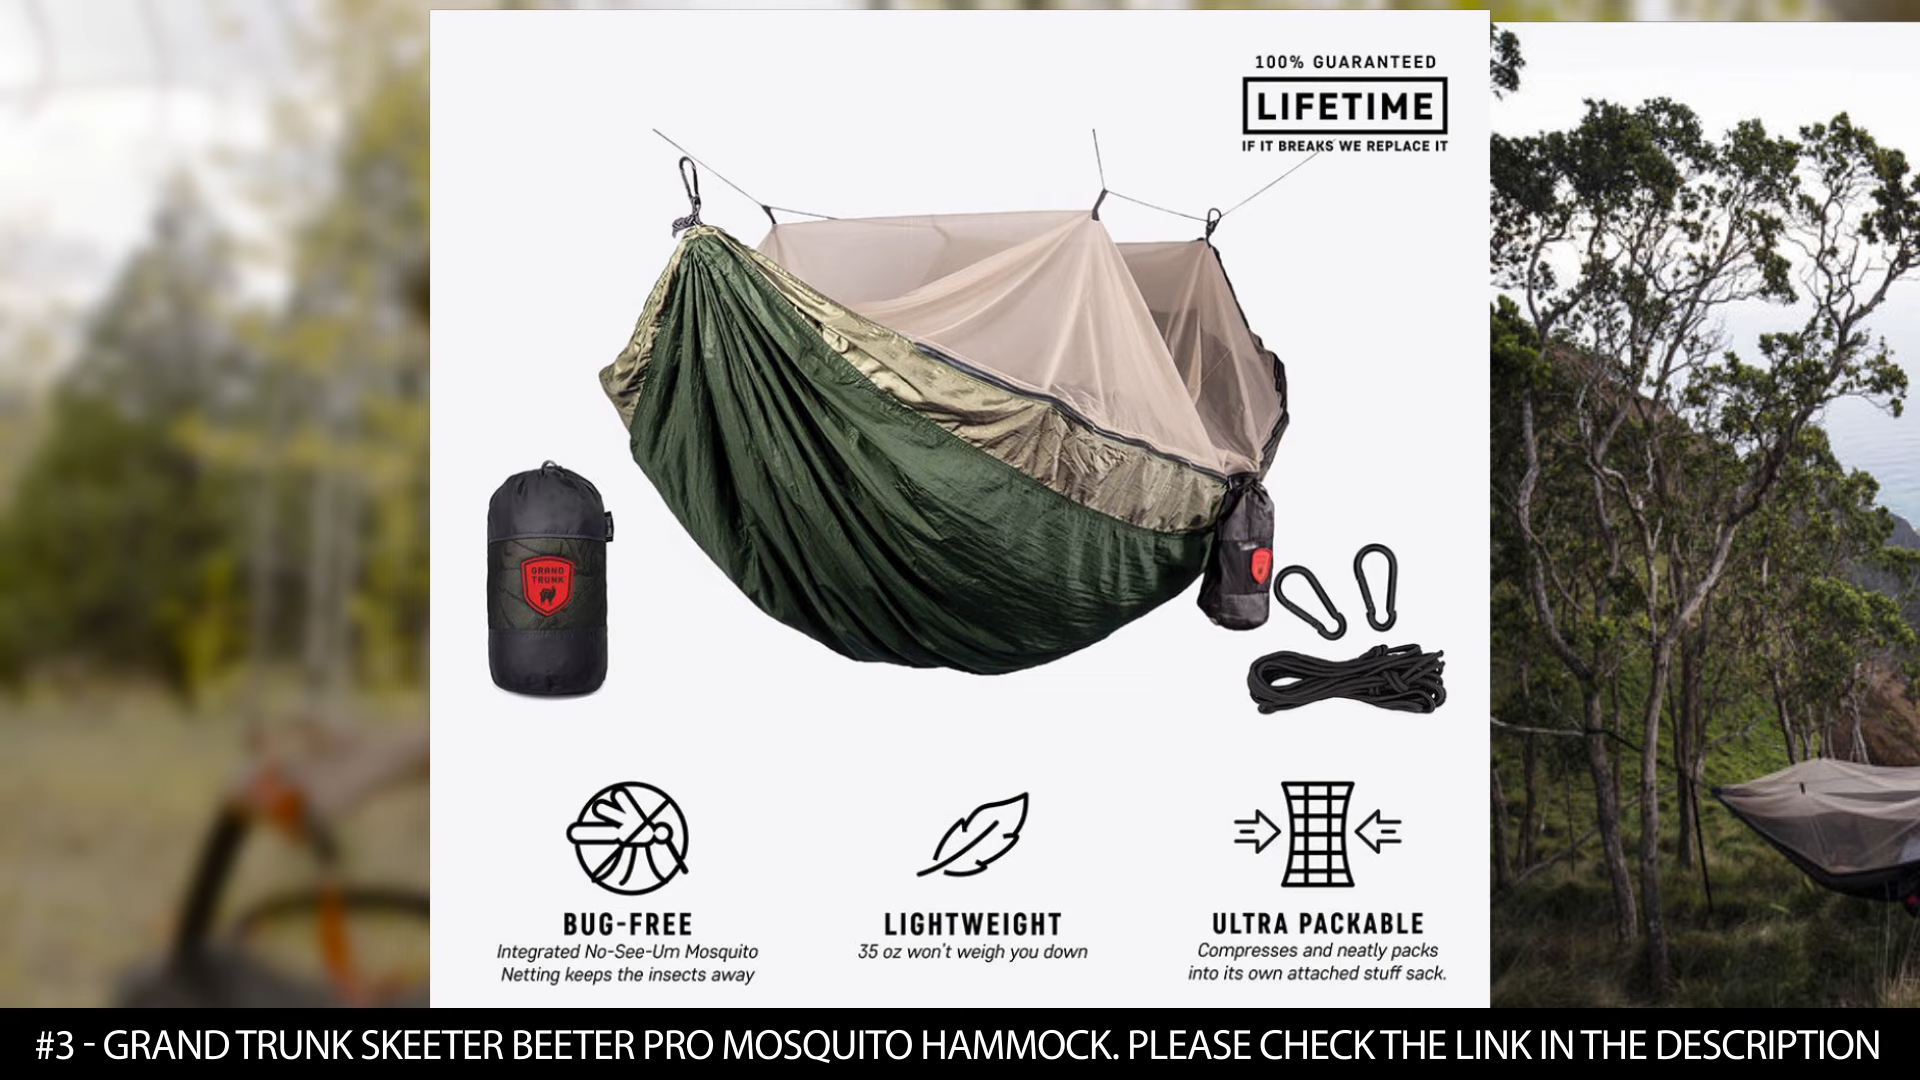 100% GUARANTEED
LIFETIME
IF IT BREAKS WE REPLACE IT
GRAND
TRUNK
BUG-FREE
Integrated No-See-Um Mosquito
Netting keeps the insects away
LIGHTWEIGHT
35 oz won't weigh you down
ULTRA PACKABLE
Compresses and neatly packs
into its own attached stuff sack.
#3 - GRAND TRUNK SKEETER BEETER PRO MOSQUITO HAMMOCK. PLEASE CHECK THE LINK IN THE DESCRIPTION